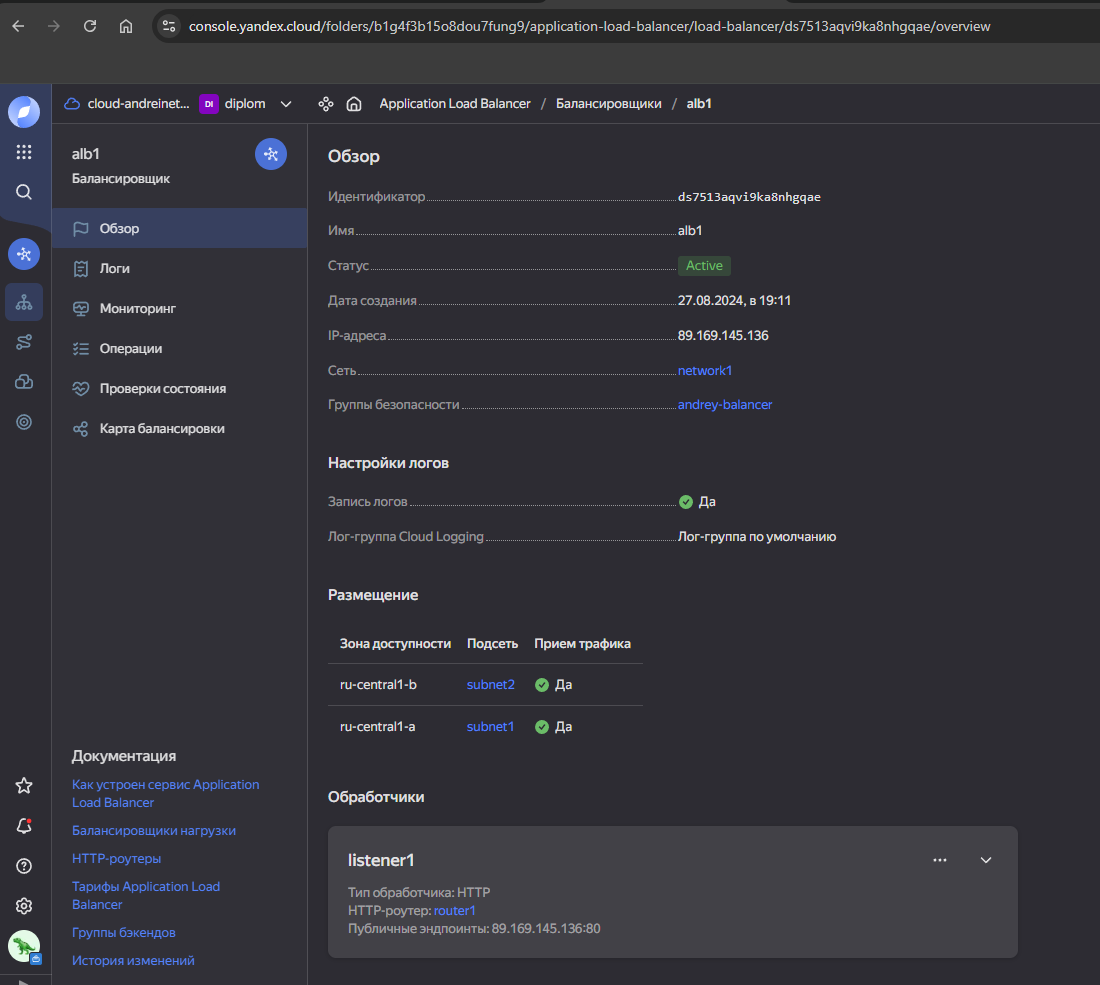 console.yandex.cloud/folders/b1g4f3b15o8dou7fung9/application-load-balancer/load-balancer/ds7513aqvi9ka8nhgqae/overview
cloud-andreinet... DI diplom Application Load Balancer / Балансировщики / alb1
alb1
Балансировщик
Обзор
Логи
Мониторинг
Операции
Проверки состояния
Карта балансировки
Документация
Как устроен сервис Application
Load Balancer
Балансировщики нагрузки
HTTP-роутеры
Тарифы Application Load
Balancer
Группы бэкендов
История изменений
Обзор
Идентификатор ds7513aqvi9ka8nhgqae
Имя alb1
Статус Active
Дата создания 27.08.2024, в 19:11
IP-адреса 89.169.145.136
Сеть network1
Группы безопасности andrey-balancer
Настройки логов
Запись логов Да
Лог-группа Cloud Logging Лог-группа по умолчанию
Размещение
Зона доступности Подсеть Прием трафика
ru-central1-b subnet2 Да
ru-central1-a subnet1 Да
Обработчики
listener1
Тип обработчика: HTTP
HTTP-роутер: router1
Публичные эндпоинты: 89.169.145.136:80